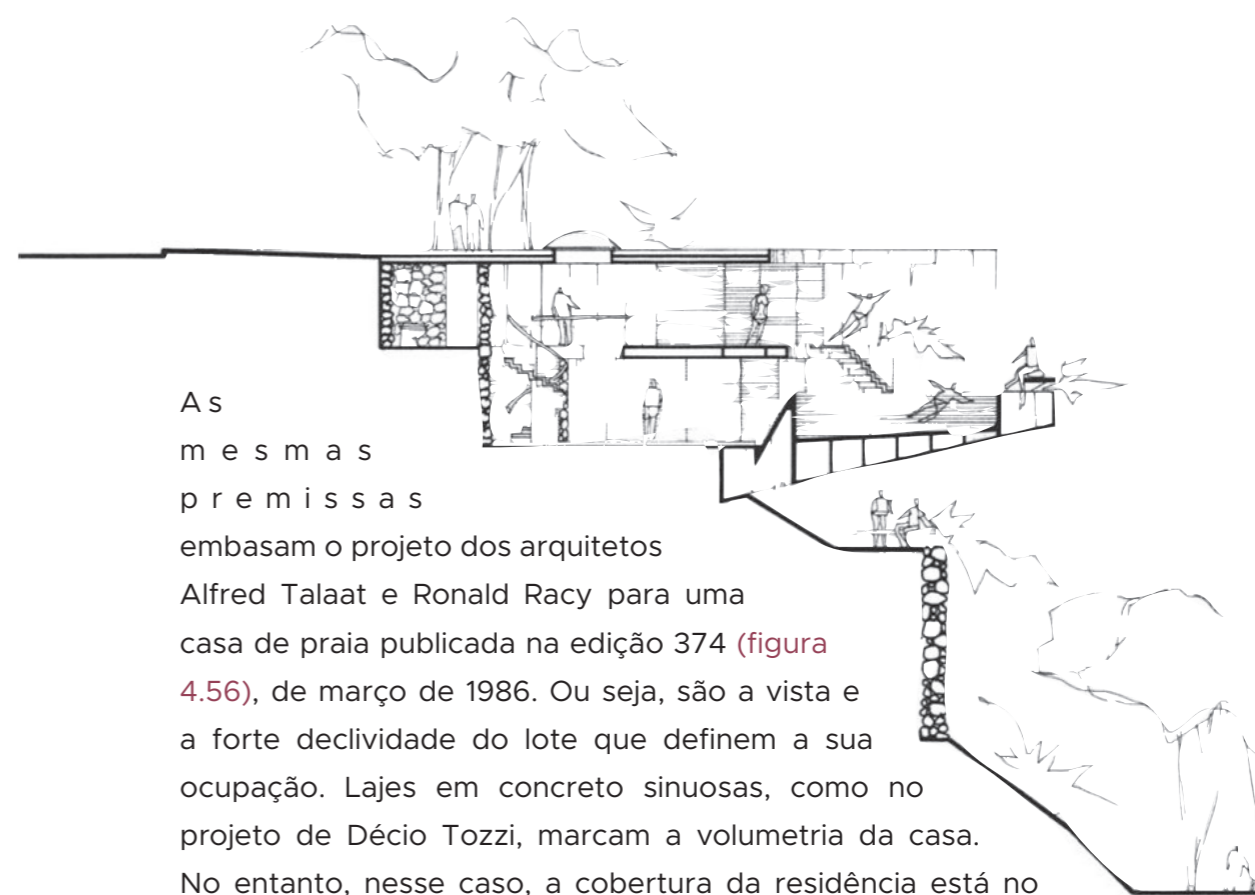 As
mesmas
premissas
embasam o projeto dos arquitetos
Alfred Talaat e Ronald Racy para uma
casa de praia publicada na edição 374 (figura
4.56), de março de 1986. Ou seja, são a vista e
a forte declividade do lote que definem a sua
ocupação. Lajes em concreto sinuosas, como no
projeto de Décio Tozzi, marcam a volumetria da casa.
No entanto, nesse caso, a cobertura da residência está no